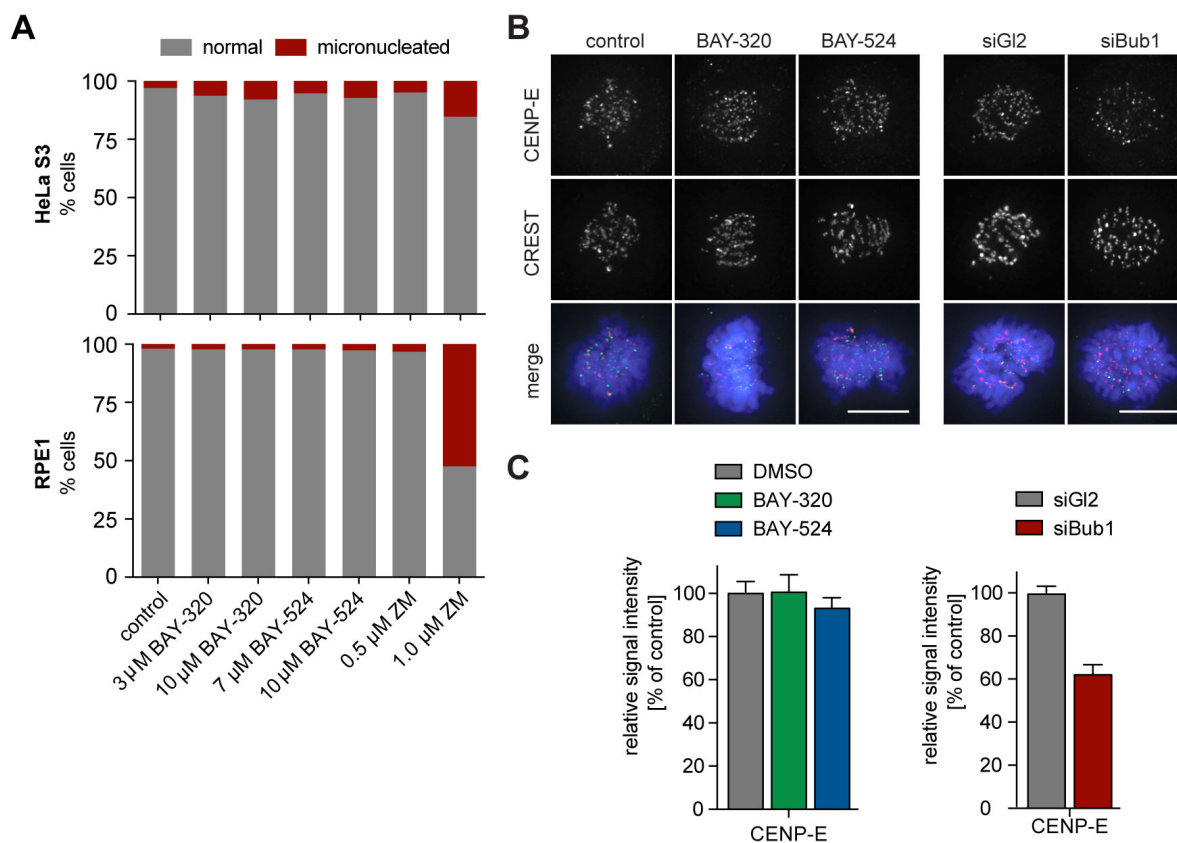 A
normal
micronucleated
HeLa S3
% cells
100
75
50
25
0
RPE1
% cells
100
75
50
25
0
control
3 µM BAY-320
10 µM BAY-320
7 µM BAY-524
10 µM BAY-524
0.5 µM ZM
1.0 µM ZM
B
control BAY-320 BAY-524 siGl2 siBub1
CENP-E
CREST
merge
C
DMSO
BAY-320
BAY-524
relative signal intensity
[% of control]
100
80
60
40
20
0
CENP-E
siGl2
siBub1
relative signal intensity
[% of control]
100
80
60
40
20
0
CENP-E